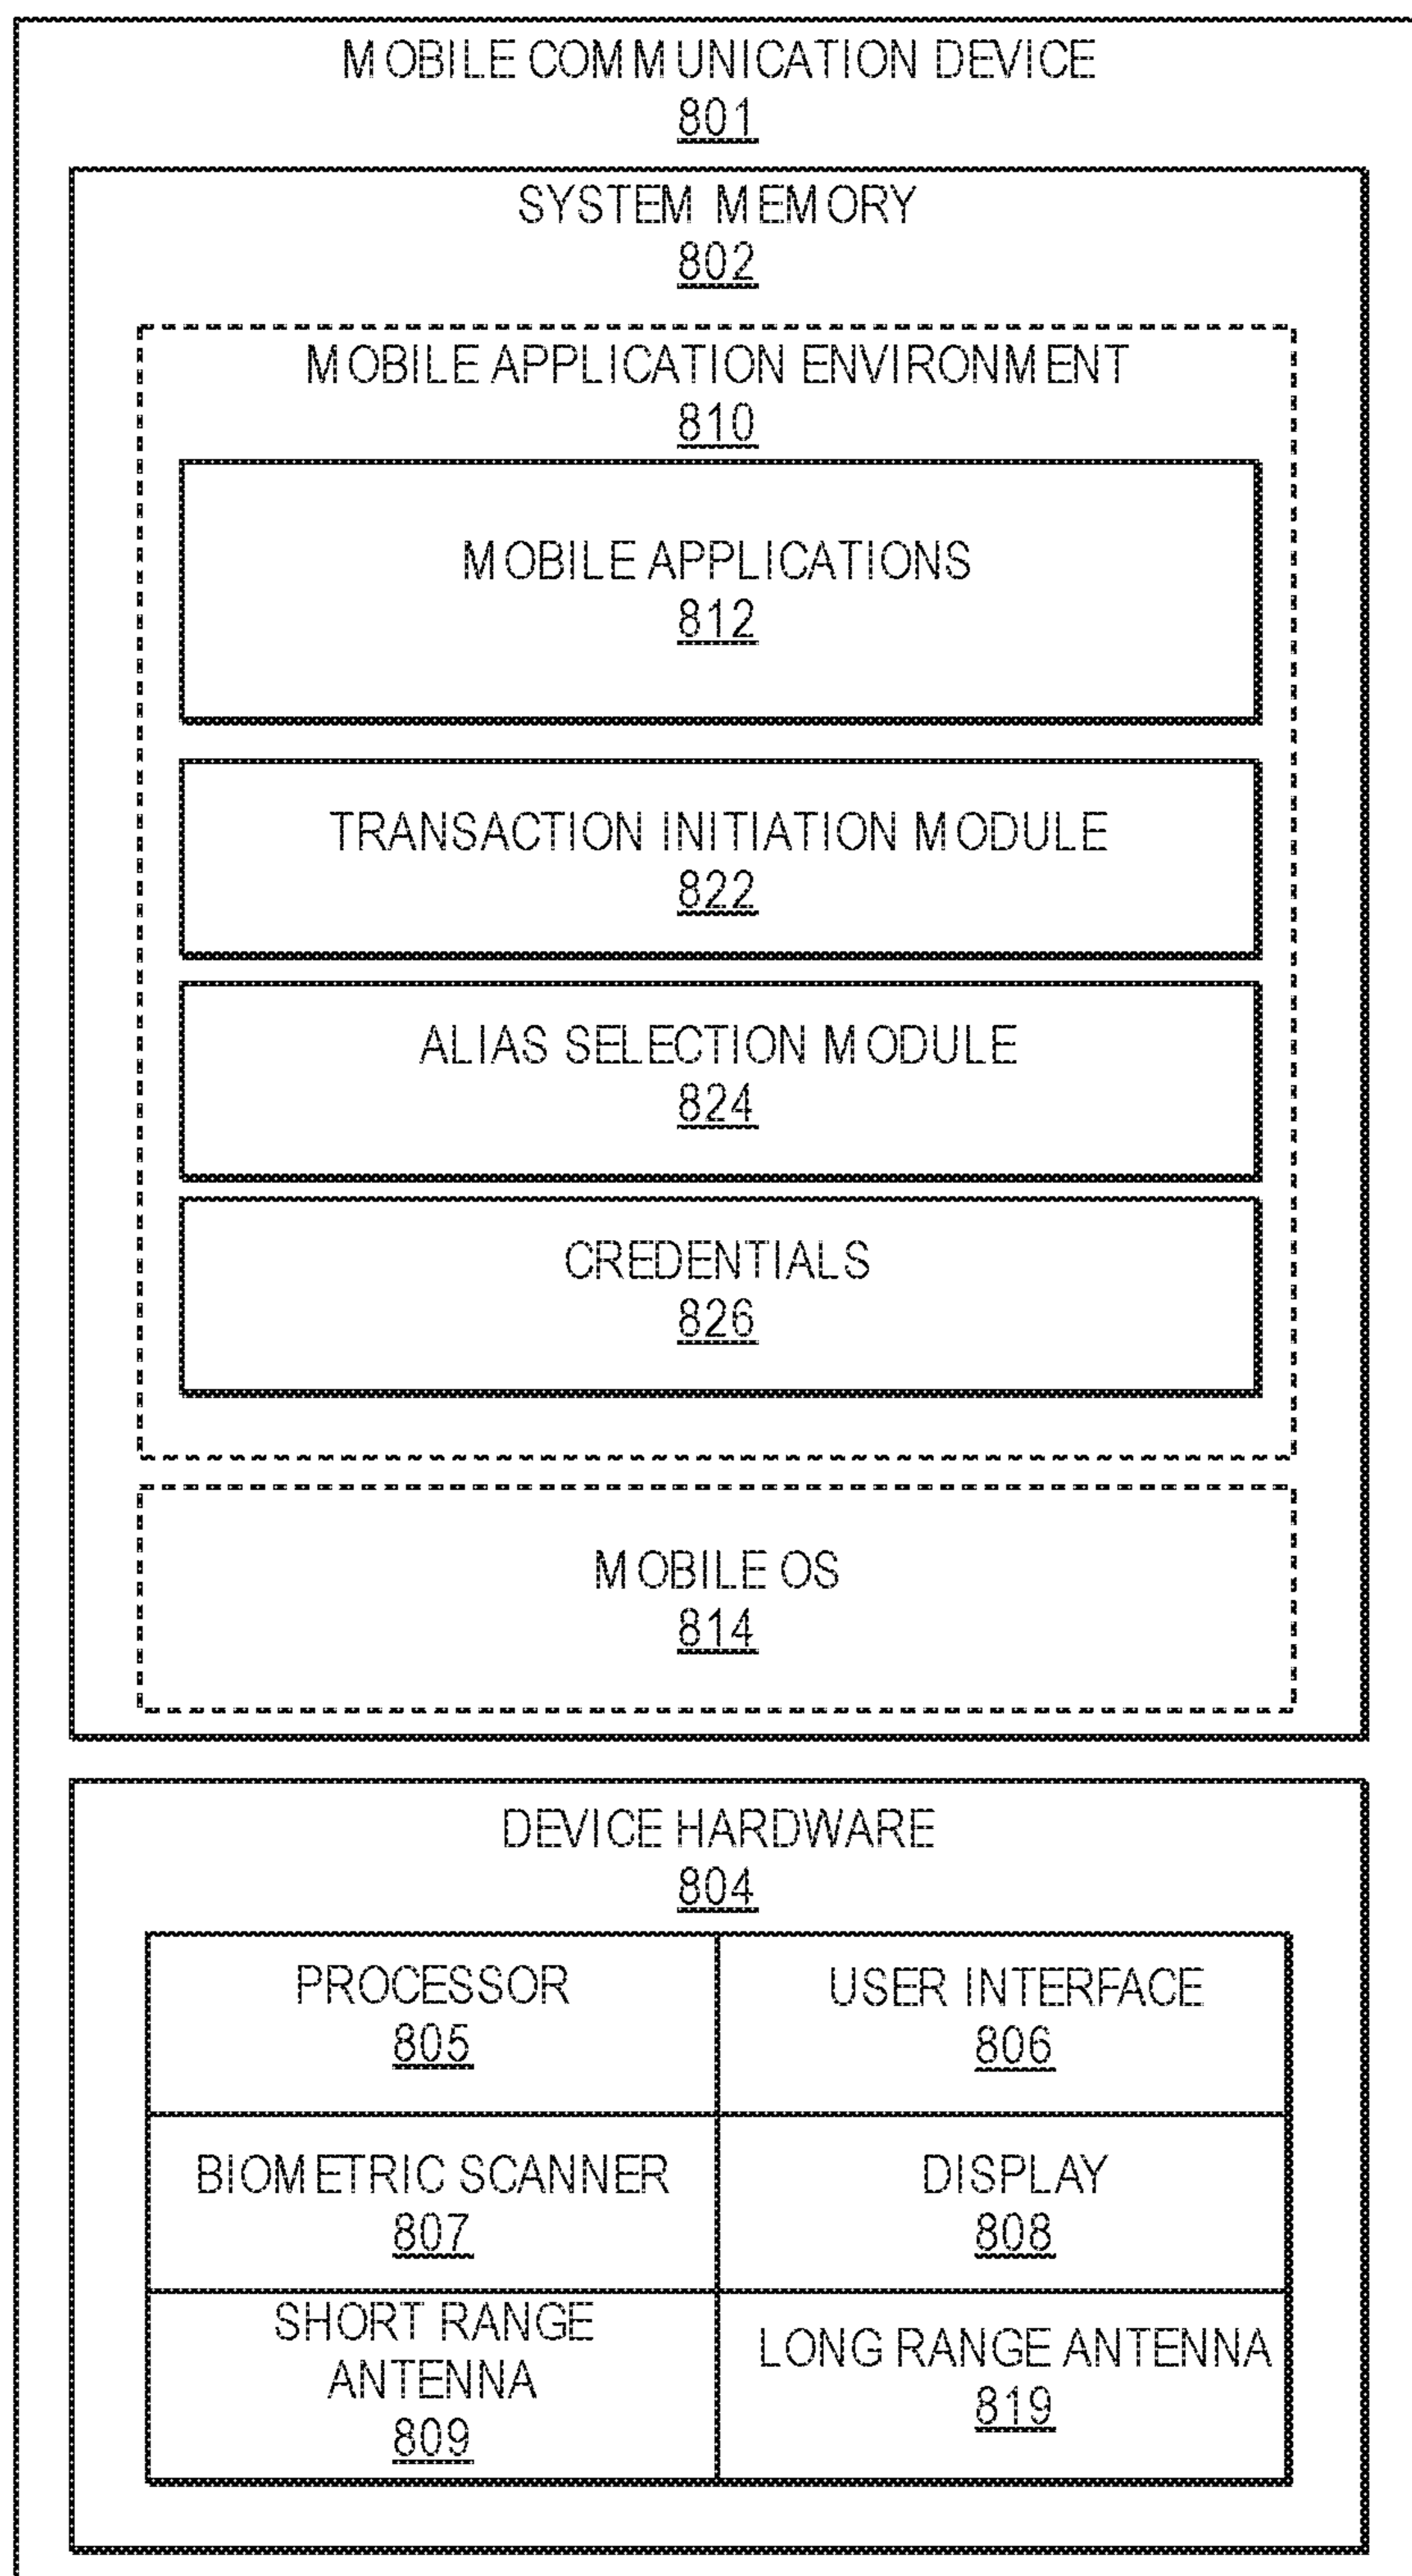 MOBILE COMMUNICATION DEVICE
801
SYSTEM MEMORY
802
MOBILE APPLICATION ENVIRONMENT
810
MOBILE APPLICATIONS
812
TRANSACTION INITIATION MODULE
822
ALIAS SELECTION MODULE
824
CREDENTIALS
826
MOBILE OS
814
DEVICE HARDWARE
804
PROCESSOR
805
USER INTERFACE
806
BIOMETRIC SCANNER
807
DISPLAY
808
SHORT RANGE
ANTENNA
809
LONG RANGE ANTENNA
819